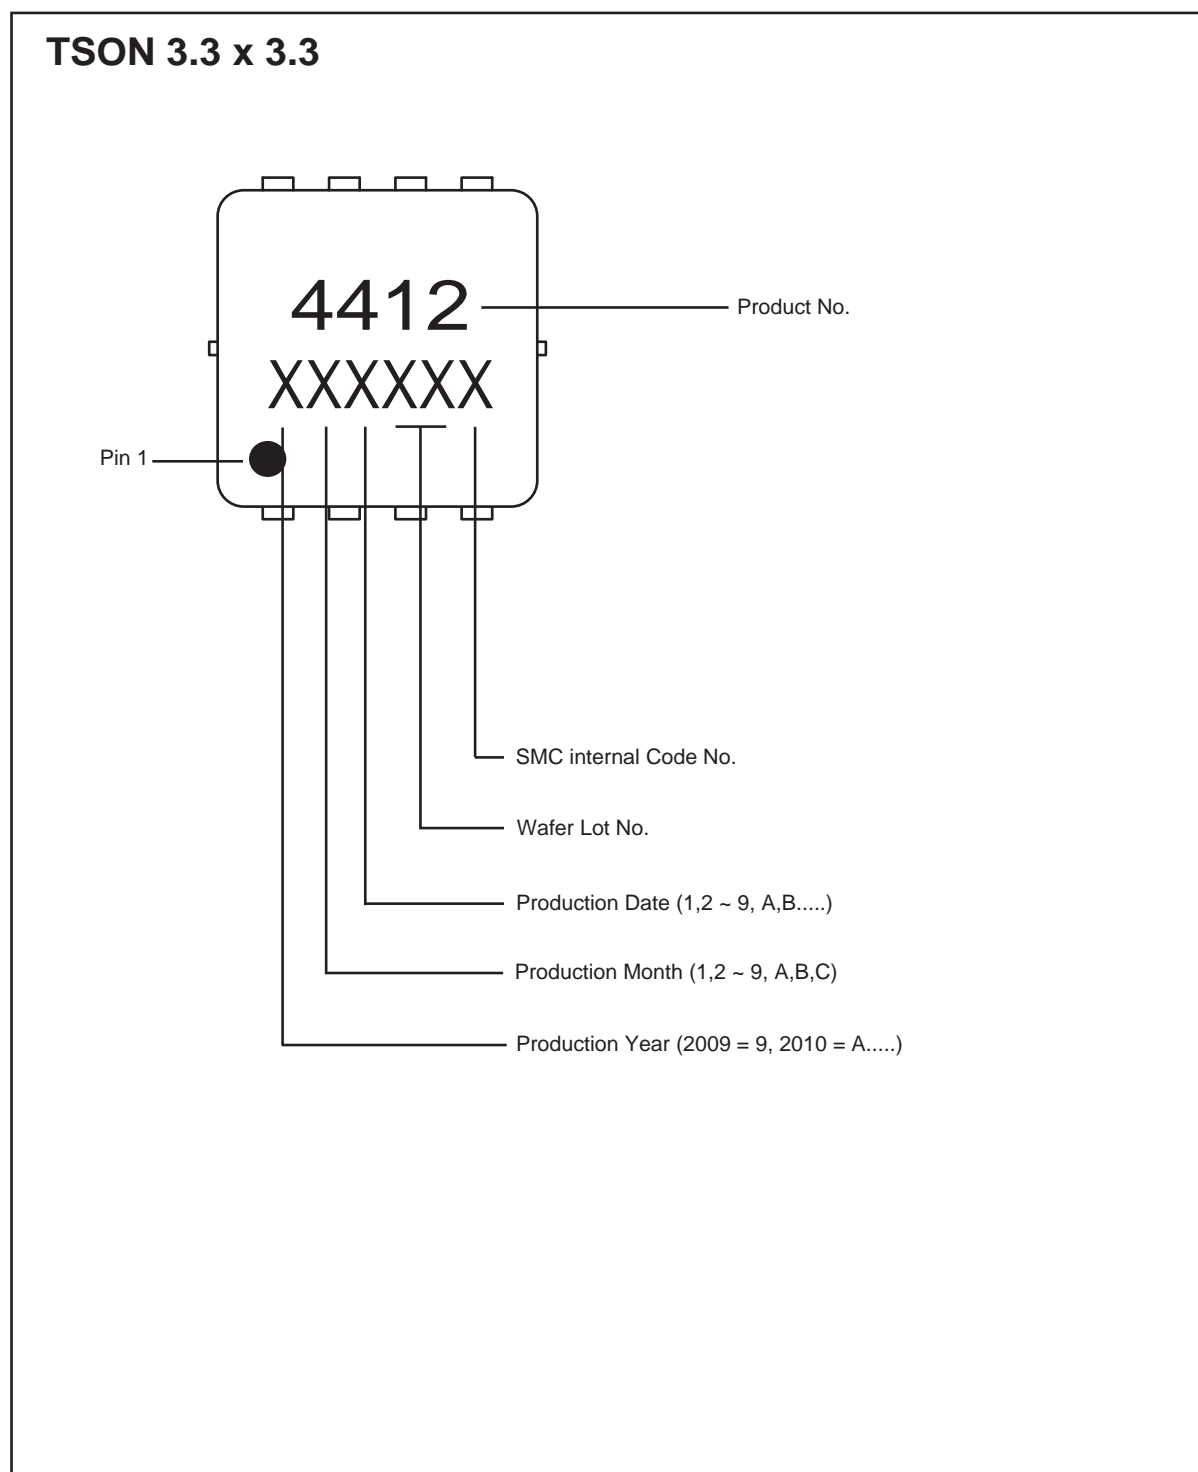 TSON 3.3 x 3.3
4412
Product No.
XXXXXX
Pin 1
SMC internal Code No.
Wafer Lot No.
Production Date (1,2 ~ 9, A,B.....)
Production Month (1,2 ~ 9, A,B,C)
Production Year (2009 = 9, 2010 = A.....)